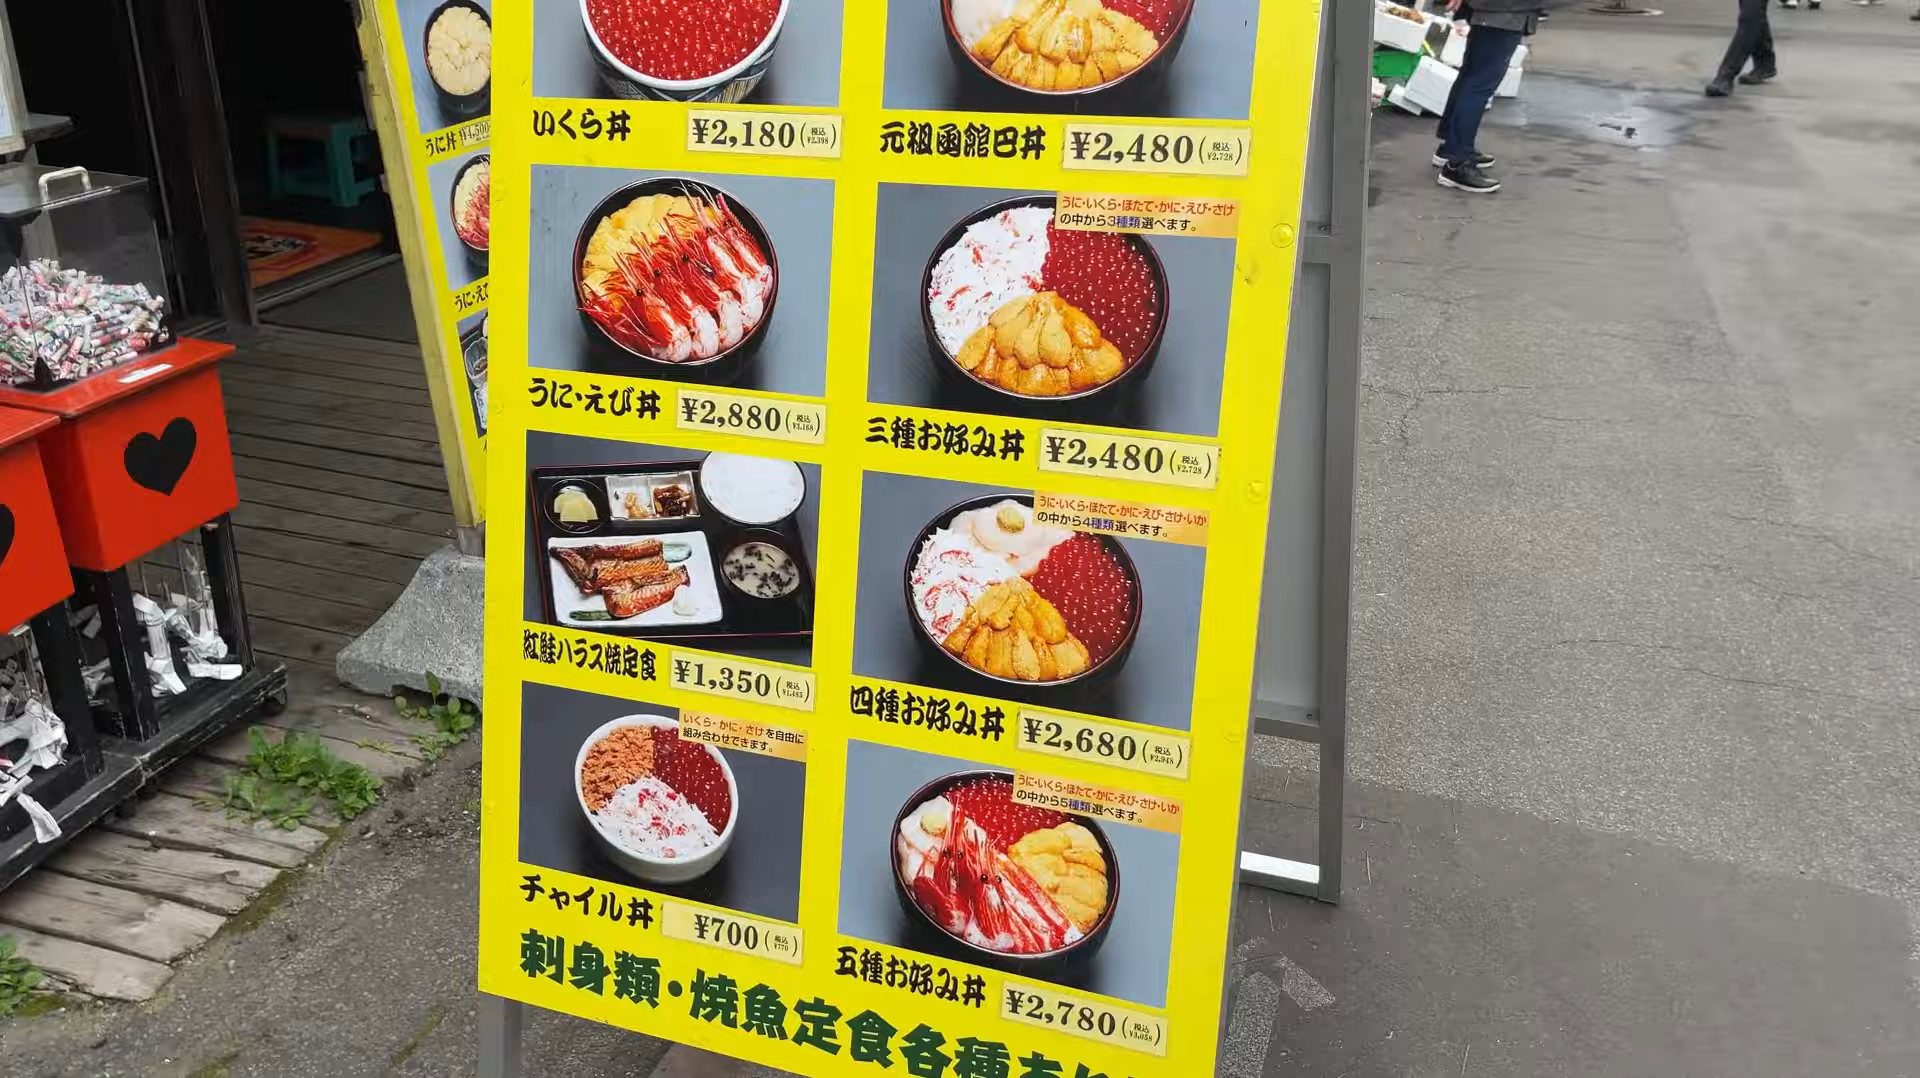 うに丼 ¥4,500
うに・え
いくら丼
¥2,180(税込 ¥2,398)
元祖函館巴丼
¥2,480(税込 ¥2,728)
うに・えび丼
¥2,880(税込 ¥3,168)
うに・いくら・ほたて・かに・えび・さけ
の中から3種類選べます。
三種お好み丼
¥2,480(税込 ¥2,728)
紅鮭ハラス焼定食
¥1,350(税込 ¥1,485)
うに・いくら・ほたて・かに・えび・さけ・いか
の中から4種類選べます。
四種お好み丼
¥2,680(税込 ¥2,948)
いくら・かに・さけを自由に
組み合わせできます。
チャイル丼
¥700(税込 ¥770)
うに・いくら・ほたて・かに・えび・さけ・いか
の中から5種類選べます。
五種お好み丼
¥2,780(税込 ¥3,058)
刺身類・焼魚定食各種あり